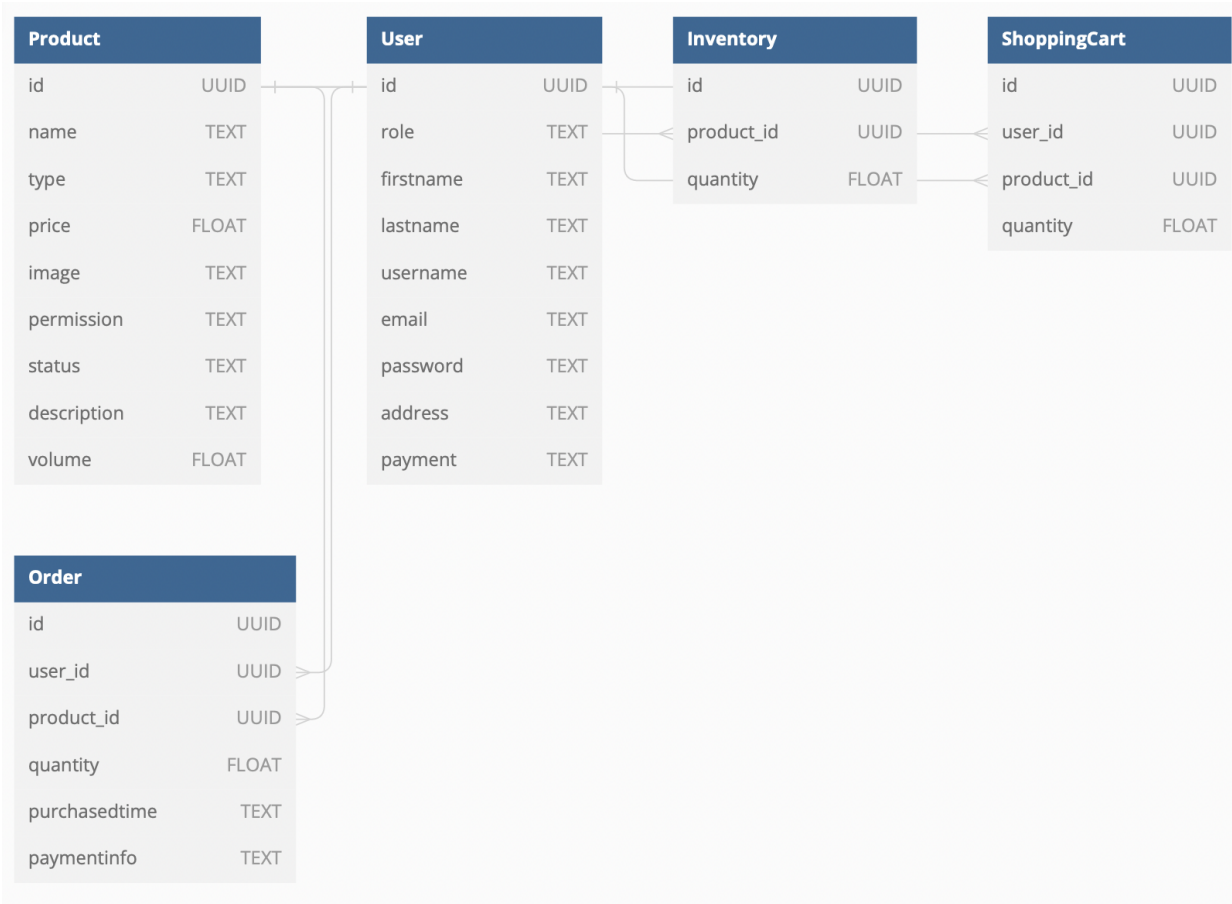 Product
id UUID
name TEXT
type TEXT
price FLOAT
image TEXT
permission TEXT
status TEXT
description TEXT
volume FLOAT
User
id UUID
role TEXT
firstname TEXT
lastname TEXT
username TEXT
email TEXT
password TEXT
address TEXT
payment TEXT
Inventory
id UUID
product_id UUID
quantity FLOAT
ShoppingCart
id UUID
user_id UUID
product_id UUID
quantity FLOAT
Order
id UUID
user_id UUID
product_id UUID
quantity FLOAT
purchasedtime TEXT
paymentinfo TEXT